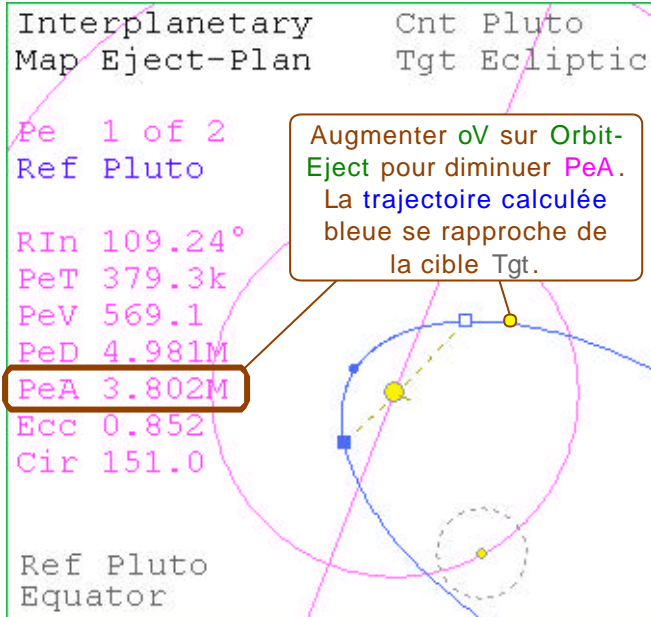 Interplanetary Cnt Pluto
Map Eject-Plan Tgt Ecliptic
Pe 1 of 2
Ref Pluto
Augmenter oV sur Orbit-
Eject pour diminuer PeA.
La trajectoire calculée
bleue se rapproche de
la cible Tgt.
RIn 109.24°
PeT 379.3k
PeV 569.1
PeD 4.981M
PeA 3.802M
Ecc 0.852
Cir 151.0
Ref Pluto
Equator